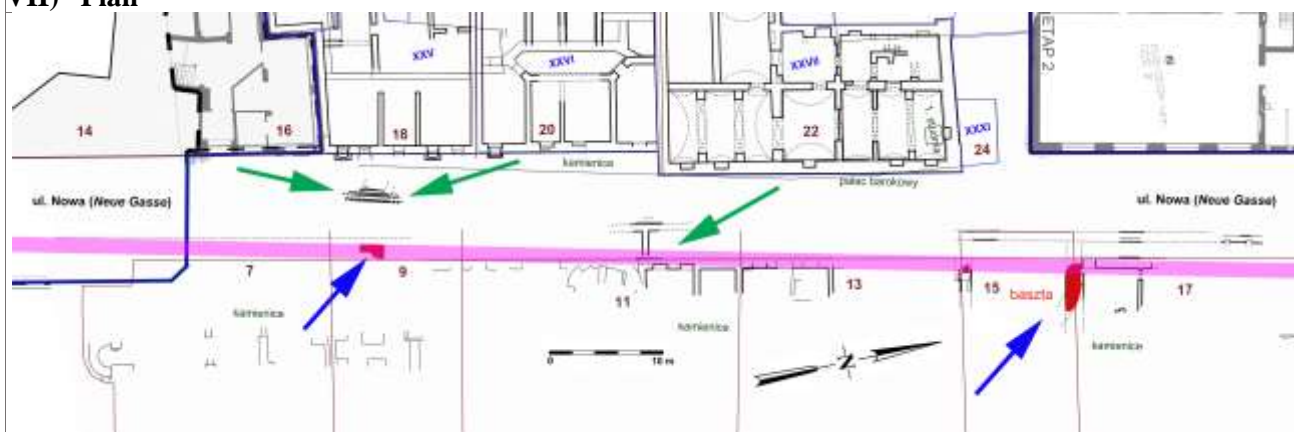 VII) Plan
XXV
XXVI
XXVII
ETAP 2
14
16
18
20
22
XXXI
24
kamienica
pałac barokowy
ul. Nowa (Neue Gasse)
ul. Nowa (Neue Gasse)
7
9
11
13
15
baszta
17
kamienica
kamienica
kamienica
0
10 m
N